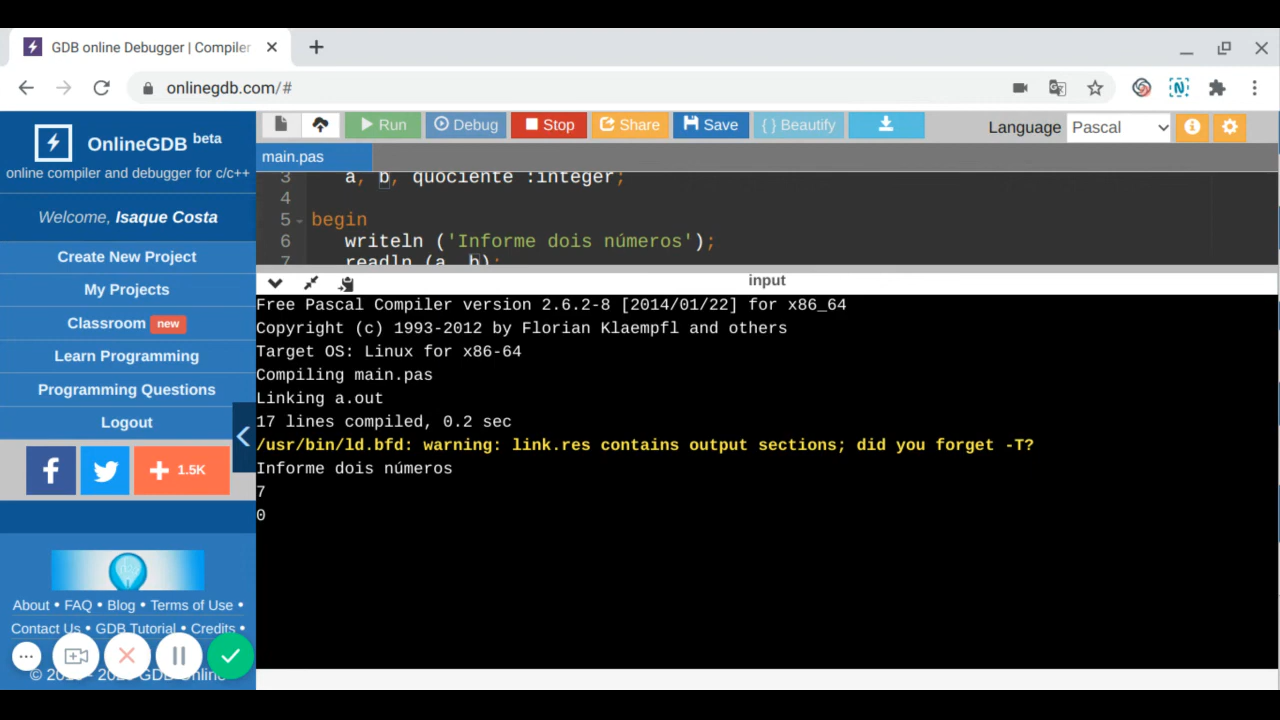 GDB online Debugger | Compiler
onlinegdb.com/#
OnlineGDB beta
online compiler and debugger for c/c++
Welcome, Isaque Costa
Create New Project
My Projects
Classroom new
Learn Programming
Programming Questions
Logout
1.5K
About • FAQ • Blog • Terms of Use •
Contact Us • GDB Tutorial • Credits •
GDB Online
Run
Debug
Stop
Share
Save
{ } Beautify
Language Pascal
main.pas
3 a, b, quociente :integer;
4
5 begin
6 writeln ('Informe dois números');
7 readln (a, b);
input
Free Pascal Compiler version 2.6.2-8 [2014/01/22] for x86_64
Copyright (c) 1993-2012 by Florian Klaempfl and others
Target OS: Linux for x86-64
Compiling main.pas
Linking a.out
17 lines compiled, 0.2 sec
/usr/bin/ld.bfd: warning: link.res contains output sections; did you forget -T?
Informe dois números
7
0